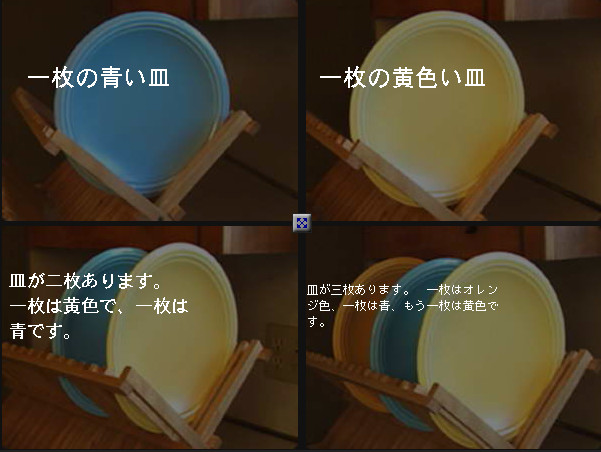 一枚の青い皿
一枚の黄色い皿
皿が二枚あります。
一枚は黄色で、一枚は
青です。
皿が三枚あります。　一枚はオレン
ジ色、一枚は青、もう一枚は黄色で
す。